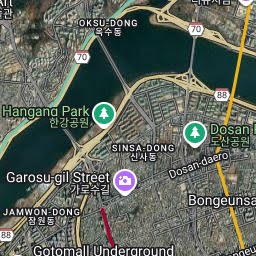 OKSU-DONG
옥수동
70
88
Hangang Park
한강공원
70
SINSA-DONG
신사동
Dosan
도산공원
Garosu-gil Street
가로수길
Dosan-daero
88
JAMWON-DONG
잠원동
Bongeunsa
Gotomall Underground